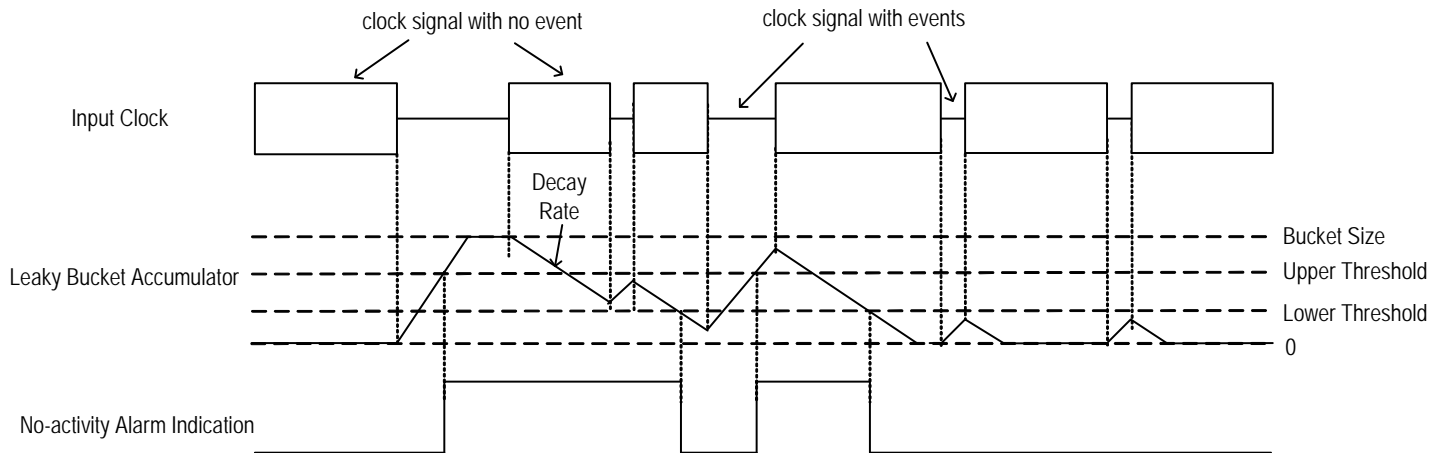 clock signal with no event
clock signal with events
Input Clock
Decay
Rate
Bucket Size
Leaky Bucket Accumulator
Upper Threshold
Lower Threshold
0
No-activity Alarm Indication